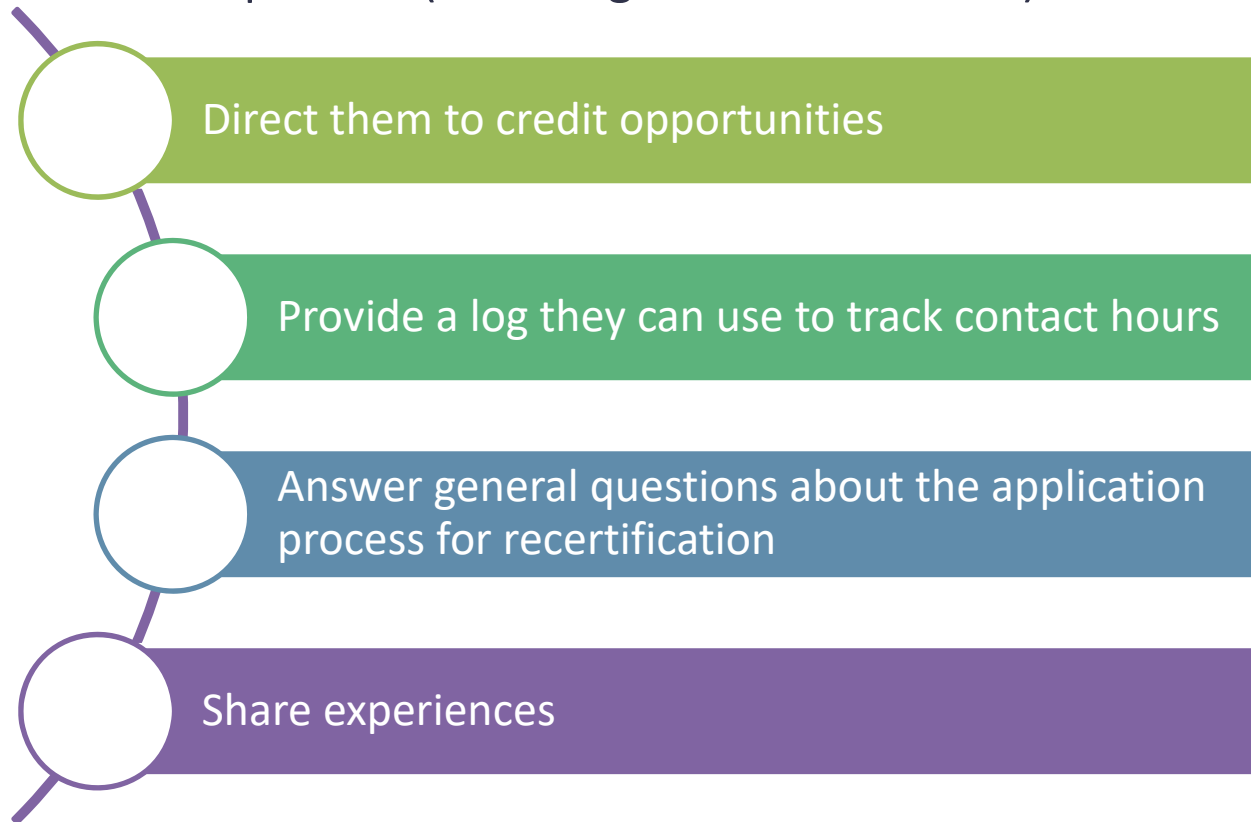 Direct them to credit opportunities
Provide a log they can use to track contact hours
Answer general questions about the application
process for recertification
Share experiences